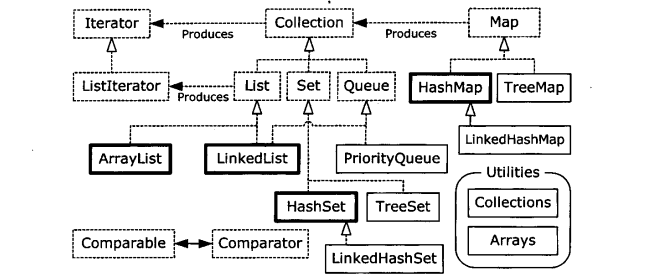 Iterator
Collection
Map
Produces
Produces
ListIterator
Produces
List
Set
Queue
HashMap
TreeMap
LinkedHashMap
ArrayList
LinkedList
PriorityQueue
Utilities
Collections
Arrays
HashSet
TreeSet
Comparable
Comparator
LinkedHashSet